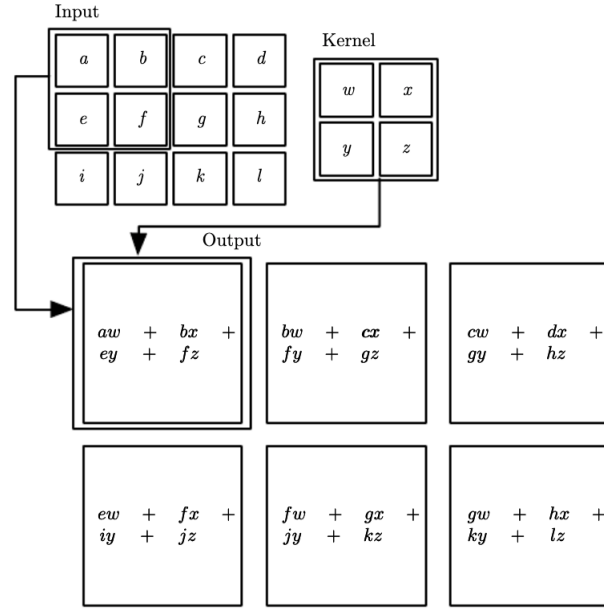 Input
Kernel
a b c d
w x
e f g h
y z
i j k l
Output
aw + bx +
ey + fz
bw + cx +
fy + gz
cw + dx +
gy + hz
ew + fx +
iy + jz
fw + gx +
jy + kz
gw + hx +
ky + lz